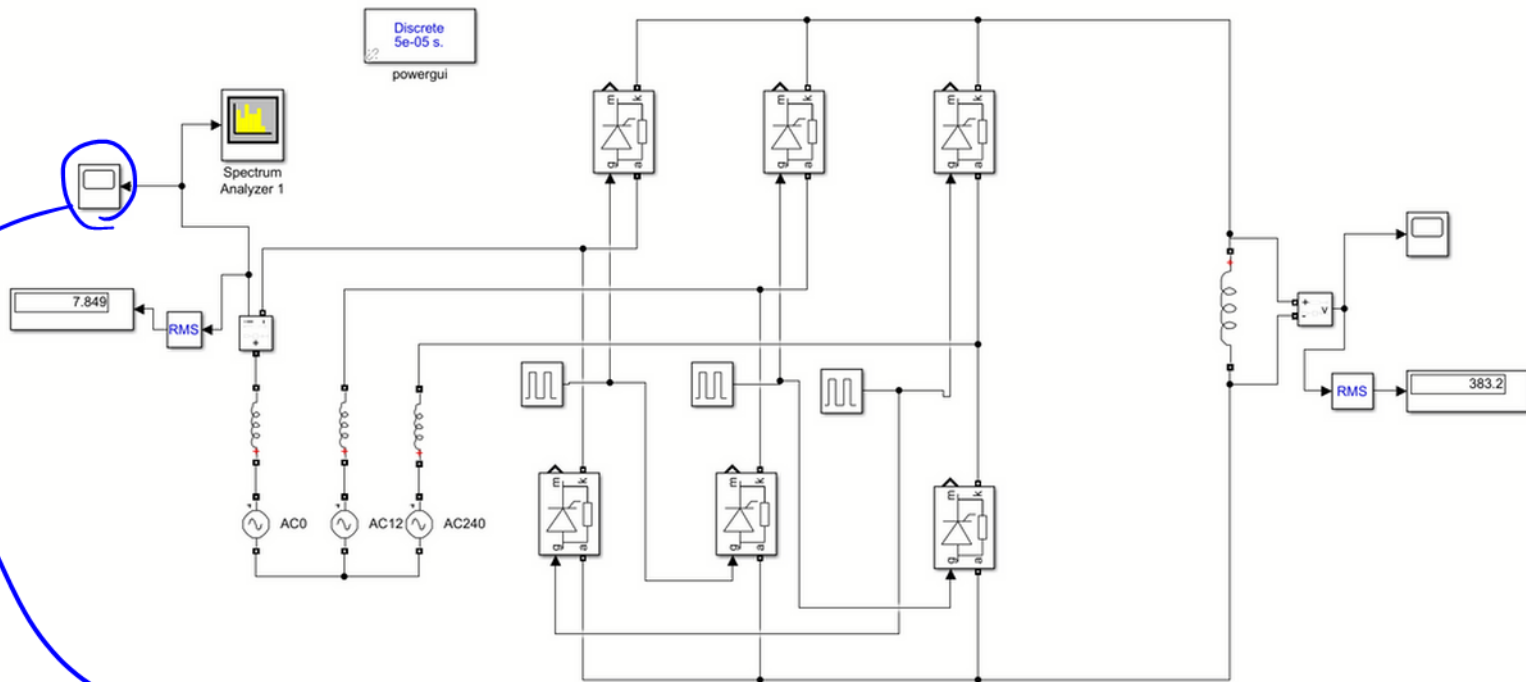 Discrete
5e-05 s.
powergui
Spectrum
Analyzer 1
m
k
g
a
m
k
g
a
m
k
g
a
7.849
RMS
+
v
+
-
RMS
383.2
m
k
g
a
m
k
g
a
m
k
g
a
AC0
AC12
AC240